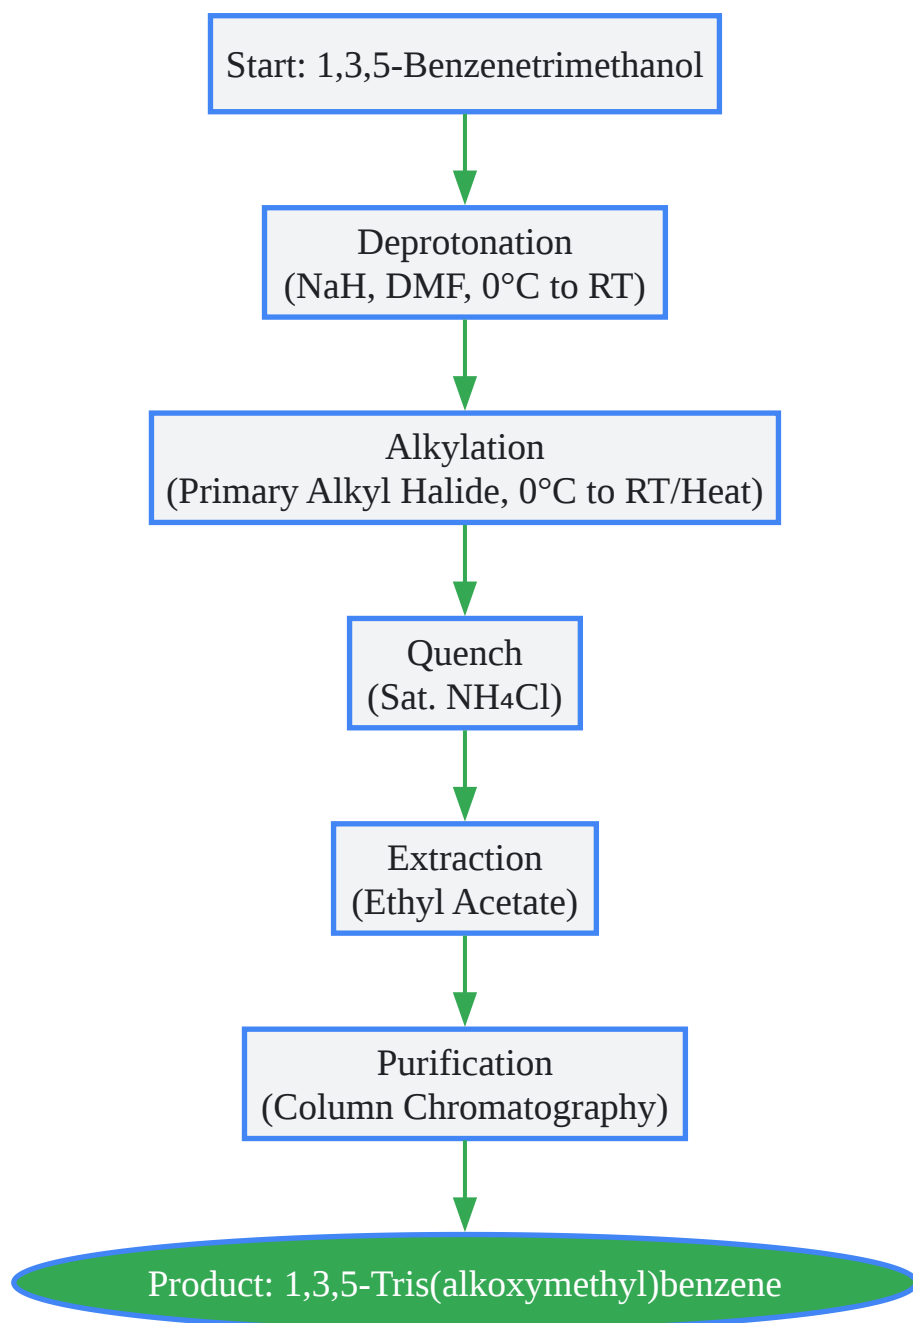 Start: 1,3,5-Benzenetrimethanol
Deprotonation
(NaH, DMF, 0°C to RT)
Alkylation
(Primary Alkyl Halide, 0°C to RT/Heat)
Quench
(Sat. NH₄Cl)
Extraction
(Ethyl Acetate)
Purification
(Column Chromatography)
Product: 1,3,5-Tris(alkoxymethyl)benzene